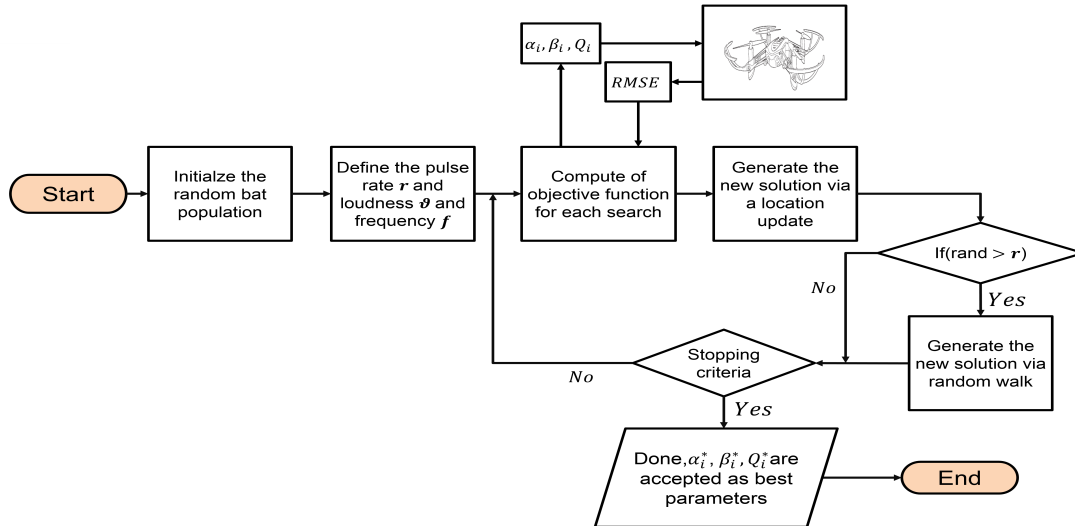 α_i, β_i, Q_i
RMSE
Start
Initialze the
random bat
population
Define the pulse
rate r and
loudness ϑ and
frequency f
Compute of
objective function
for each search
Generate the
new solution via
a location
update
If(rand > r)
No
Yes
Generate the
new solution via
random walk
Stopping
criteria
No
Yes
Done,α_i^*, β_i^*, Q_i^* are
accepted as best
parameters
End